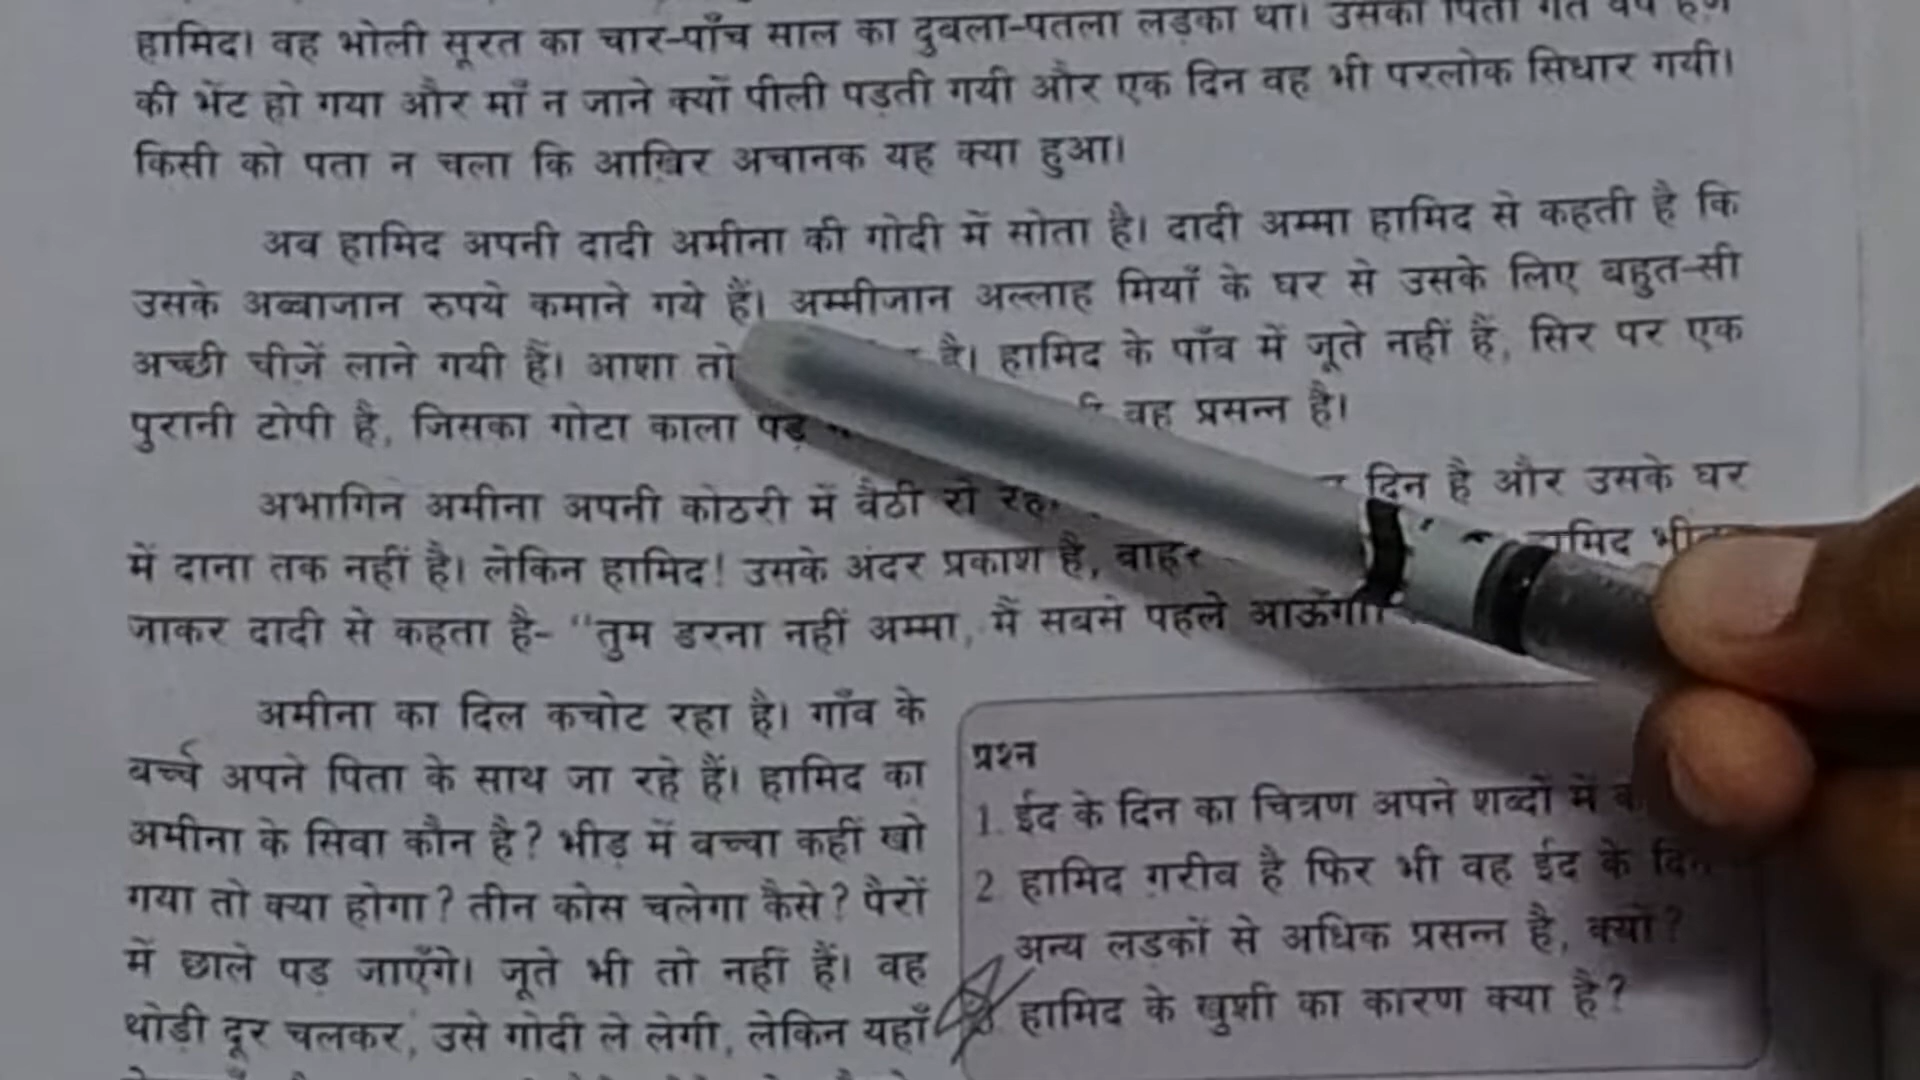 हामिद। वह भोली सूरत का चार-पाँच साल का दुबला-पतला लड़का था। उसका पिता गत वर्ष
की भेंट हो गया और माँ न जाने क्यों पीली पड़ती गयी और एक दिन वह भी परलोक सिधार गयी।
किसी को पता न चला कि आख़िर अचानक यह क्या हुआ।
अब हामिद अपनी दादी अमीना की गोदी में सोता है। दादी अम्मा हामिद से कहती है कि
उसके अब्बाजान रुपये कमाने गये हैं। अम्मीजान अल्लाह मियाँ के घर से उसके लिए बहुत-सी
अच्छी चीज़ें लाने गयी हैं। आशा तो है। हामिद के पाँव में जूते नहीं हैं, सिर पर एक
पुरानी टोपी है, जिसका गोटा काला पड़ वह प्रसन्न है।
अभागिन अमीना अपनी कोठरी में बैठी रो दिन है और उसके घर
में दाना तक नहीं है। लेकिन हामिद! उसके अंदर प्रकाश है, बाहर हामिद
जाकर दादी से कहता है- "तुम डरना नहीं अम्मा, मैं सबसे पहले आऊँगा।
अमीना का दिल कचोट रहा है। गाँव के
बच्चे अपने पिता के साथ जा रहे हैं। हामिद का
अमीना के सिवा कौन है? भीड़ में बच्चा कहीं खो
गया तो क्या होगा? तीन कोस चलेगा कैसे? पैरों
में छाले पड़ जाएँगे। जूते भी तो नहीं हैं। वह
थोड़ी दूर चलकर, उसे गोदी ले लेगी, लेकिन यहाँ
प्रश्न
1. ईद के दिन का चित्रण अपने शब्दों में
2. हामिद ग़रीब है फिर भी वह ईद के दिन
अन्य लड़कों से अधिक प्रसन्न है, क्यों?
हामिद के खुशी का कारण क्या है?